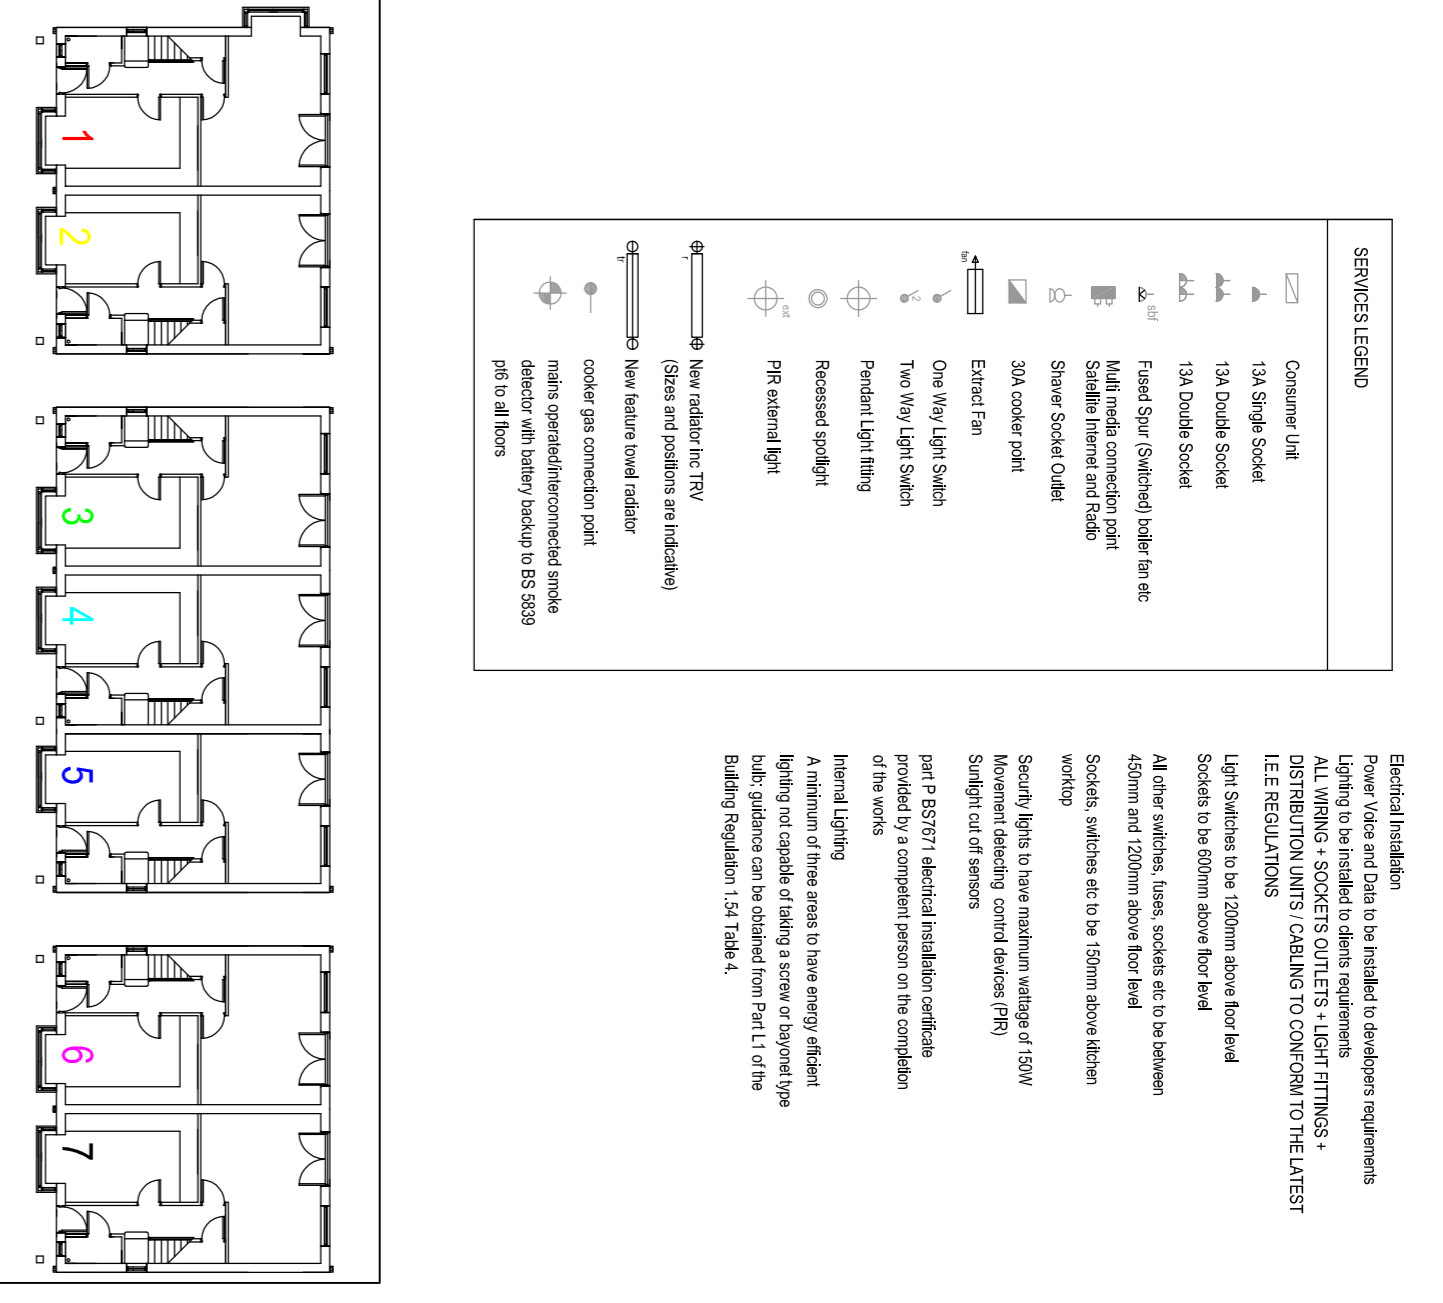 SERVICES LEGEND
Consumer Unit
13A Single Socket
13A Double Socket
13A Double Socket
sbf
Fused Spur (Switched) boiler fan etc
Multi media connection point
Satellite Internet and Radio
Shaver Socket Outlet
30A cooker point
fan
Extract Fan
One Way Light Switch
2
Two Way Light Switch
Pendant Light fitting
Recessed spotlight
ext
PIR external light
r
New radiator inc TRV
(Sizes and positions are indicative)
tr
New feature towel radiator
cooker gas connection point
mains operated/interconnected smoke
detector with battery backup to BS 5839
pt6 to all floors
Electrical Installation
Power Voice and Data to be installed to developers requirements
Lighting to be installed to clients requirements
ALL WIRING + SOCKETS OUTLETS + LIGHT FITTINGS +
DISTRIBUTION UNITS / CABLING TO CONFORM TO THE LATEST
I.E.E REGULATIONS
Light Switches to be 1200mm above floor level
Sockets to be 600mm above floor level
All other switches, fuses, sockets etc to be between
450mm and 1200mm above floor level
Sockets, switches etc to be 150mm above kitchen
worktop
Security lights to have maximum wattage of 150W
Movement detecting control devices (PIR)
Sunlight cut off sensors
part P BS7671 electrical installation certificate
provided by a competent person on the completion
of the works
Internal Lighting
A minimum of three areas to have energy efficient
lighting not capable of taking a screw or bayonet type
bulb, guidance can be obtained from Part L1 of the
Building Regulation 1.54 Table 4.
1
2
3
4
5
6
7